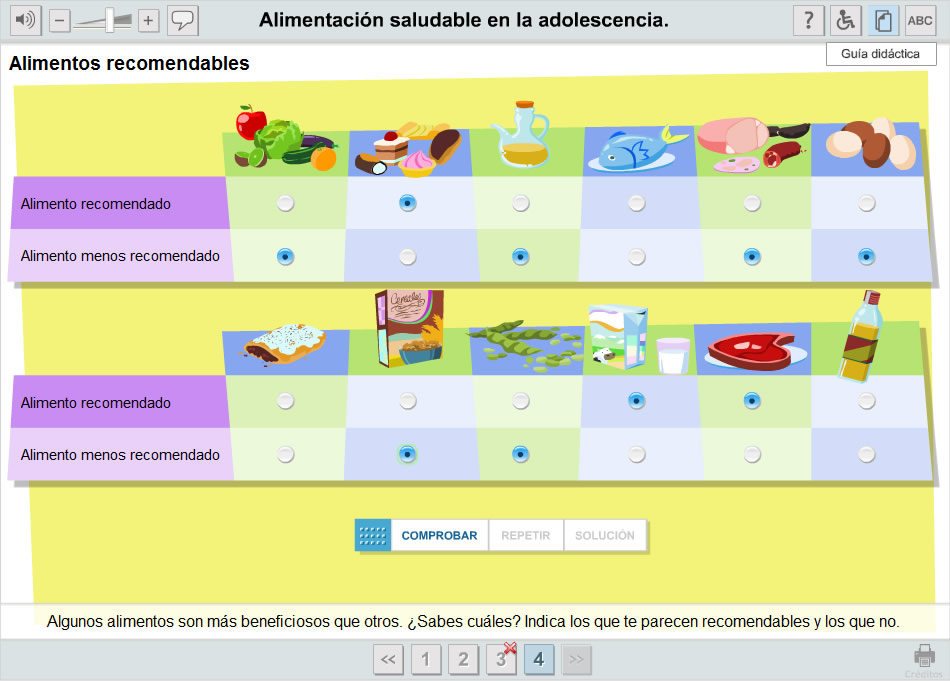 Alimentación saludable en la adolescencia.
?
ABC
Guía didáctica
Alimentos recomendables
Alimento recomendado
Alimento menos recomendado
Cereales
Alimento recomendado
Alimento menos recomendado
COMPROBAR
REPETIR
SOLUCIÓN
Algunos alimentos son más beneficiosos que otros. ¿Sabes cuáles? Indica los que te parecen recomendables y los que no.
<< 1 2 3 4 >>
Créditos